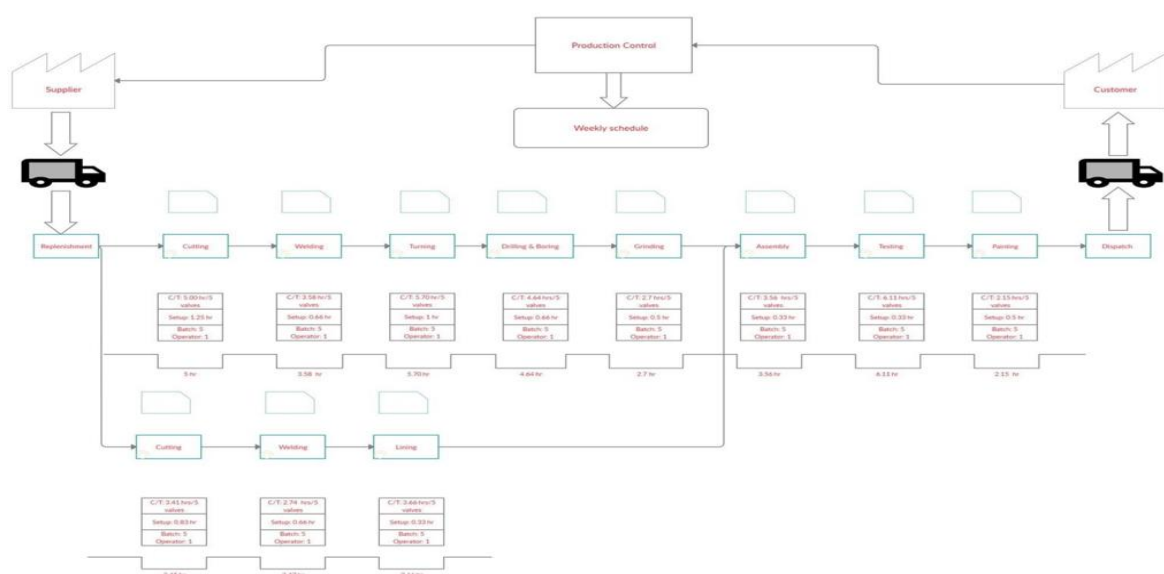 Production Control
Supplier
Customer
Weekly schedule
Replenishment
Cutting
Welding
Turning
Drilling & Boring
Grinding
Assembly
Testing
Painting
Dispatch
C/T: 5.00 hr/5
valves
Setup: 1.25 hr
Batch: 5
Operator: 1
C/T: 3.58 hr/5
valves
Setup: 0.66 hr
Batch: 5
Operator: 1
C/T: 5.70 hr/5
valves
Setup: 1 hr
Batch: 5
Operator: 1
C/T: 4.64 hr/5
valves
Setup: 0.66 hr
Batch: 5
Operator: 1
C/T: 2.7 hrs/5
valves
Setup: 0.5 hr
Batch: 5
Operator: 1
C/T: 3.56 hrs/5
valves
Setup: 0.33 hr
Batch: 5
Operator: 1
C/T: 6.11 hrs/5
valves
Setup: 0.33 hr
Batch: 5
Operator: 1
C/T: 2.15 hrs/5
valves
Setup: 0.5 hr
Batch: 5
Operator: 1
5 hr
3.58 hr
5.70 hr
4.64 hr
2.7 hr
3.56 hr
6.11 hr
2.15 hr
Cutting
Welding
Lining
C/T: 3.41 hrs/5
valves
Setup: 0.83 hr
Batch: 5
Operator: 1
C/T: 2.74 hrs/5
valves
Setup: 0.66 hr
Batch: 5
Operator: 1
C/T: 3.66 hrs/5
valves
Setup: 0.33 hr
Batch: 5
Operator: 1